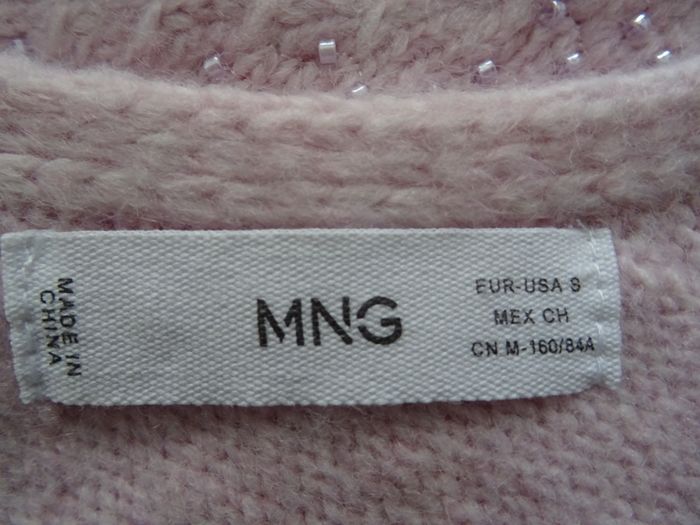 MADE IN
CHINA
MNG
EUR-USA S
MEX CH
CN M-160/84A